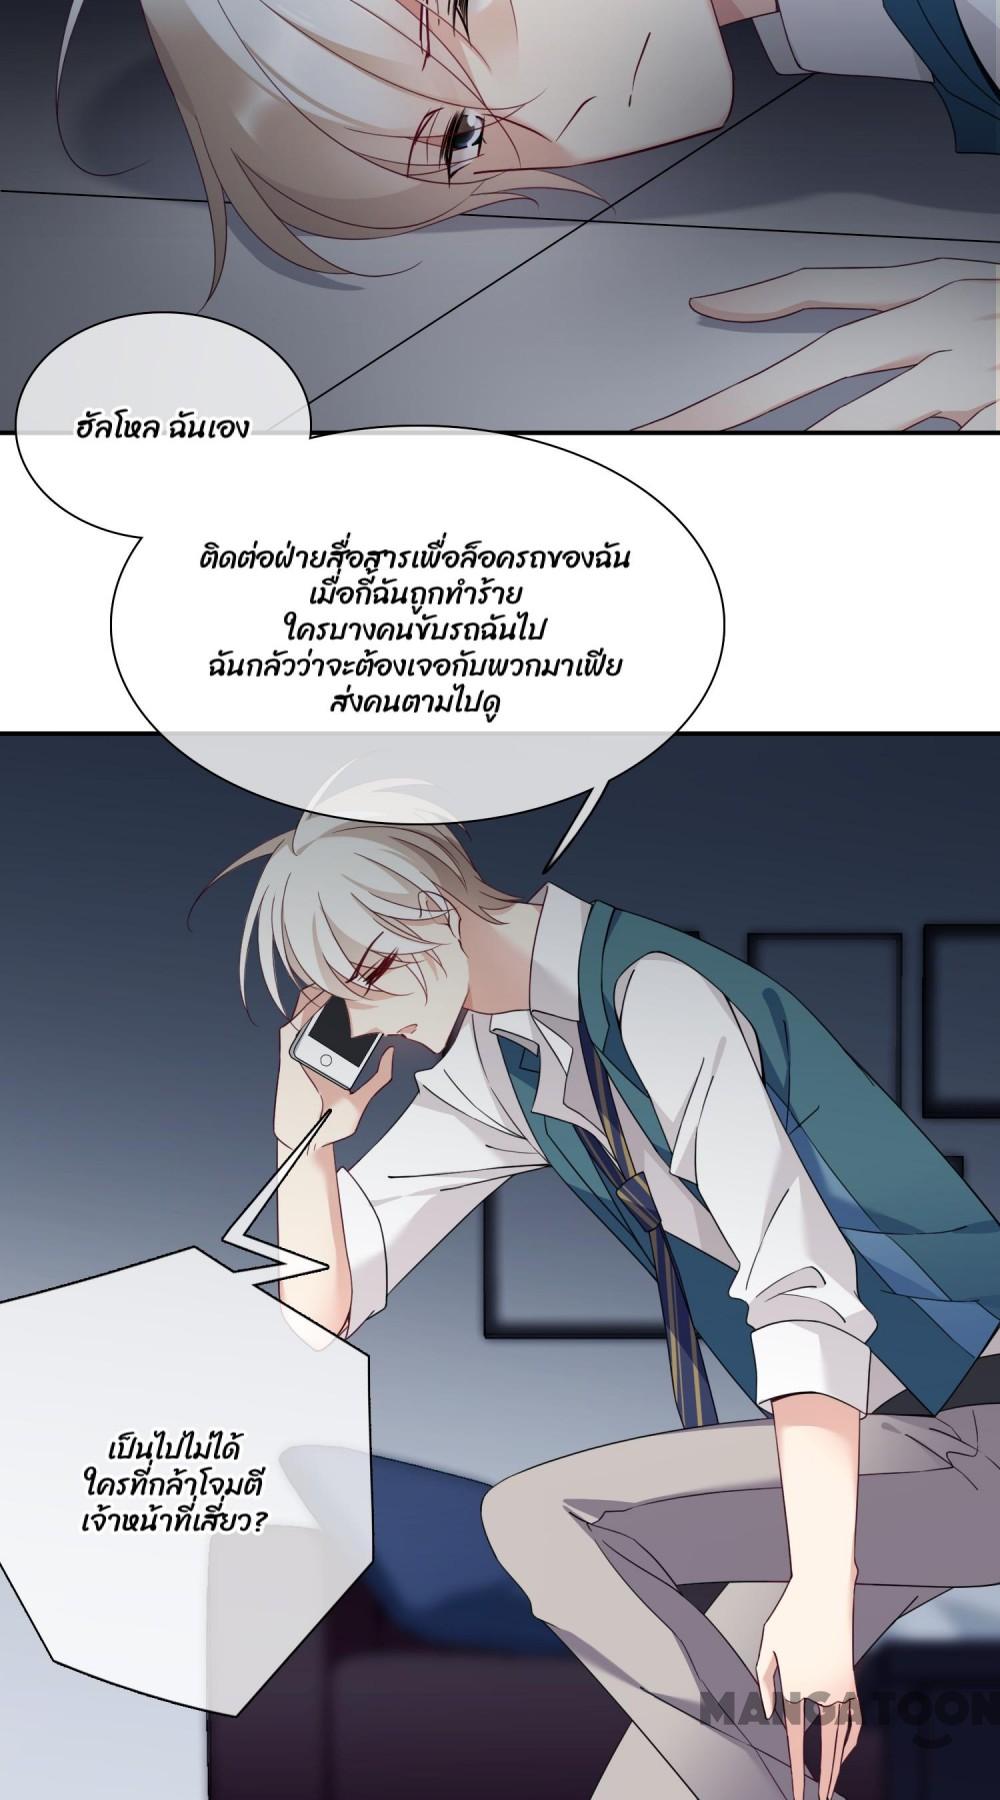 ฮัลโหล ฉันเอง
ติดต่อฝ่ายสื่อสารเพื่อล็อครถของฉัน
เมื่อกี้ฉันถูกทำร้าย
ใครบางคนขับรถฉันไป
ฉันกลัวว่าจะต้องเจอกับพวกมาเฟีย
ส่งคนตามไปดู
เป็นไปไม่ได้
ใครที่กล้าโจมตี
เจ้าหน้าที่เสี่ยว?
MANGATOON